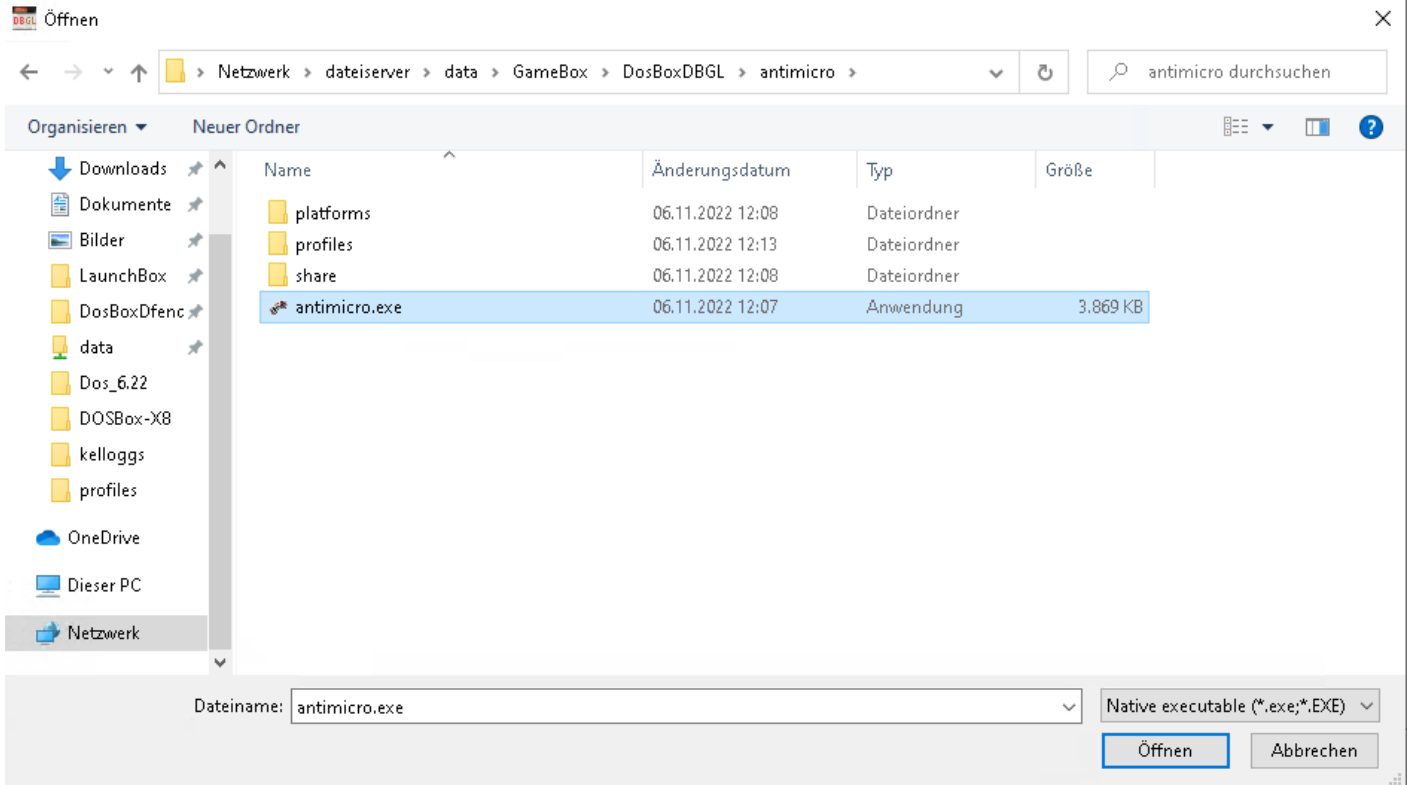 DBGL Öffnen
Netzwerk > dateiserver > data > GameBox > DosBoxDBGL > antimicro > antimicro durchsuchen
Organisieren Neuer Ordner ?
Name Änderungsdatum Typ Größe
Downloads
Dokumente
Bilder
LaunchBox
DosBoxDfenc
data
Dos_6.22
DOSBox-X8
kelloggs
profiles
OneDrive
Dieser PC
Netzwerk
platforms 06.11.2022 12:08 Dateiordner
profiles 06.11.2022 12:13 Dateiordner
share 06.11.2022 12:08 Dateiordner
antimicro.exe 06.11.2022 12:07 Anwendung 3.869 KB
Dateiname: antimicro.exe Native executable (*.exe;*.EXE)
Öffnen Abbrechen